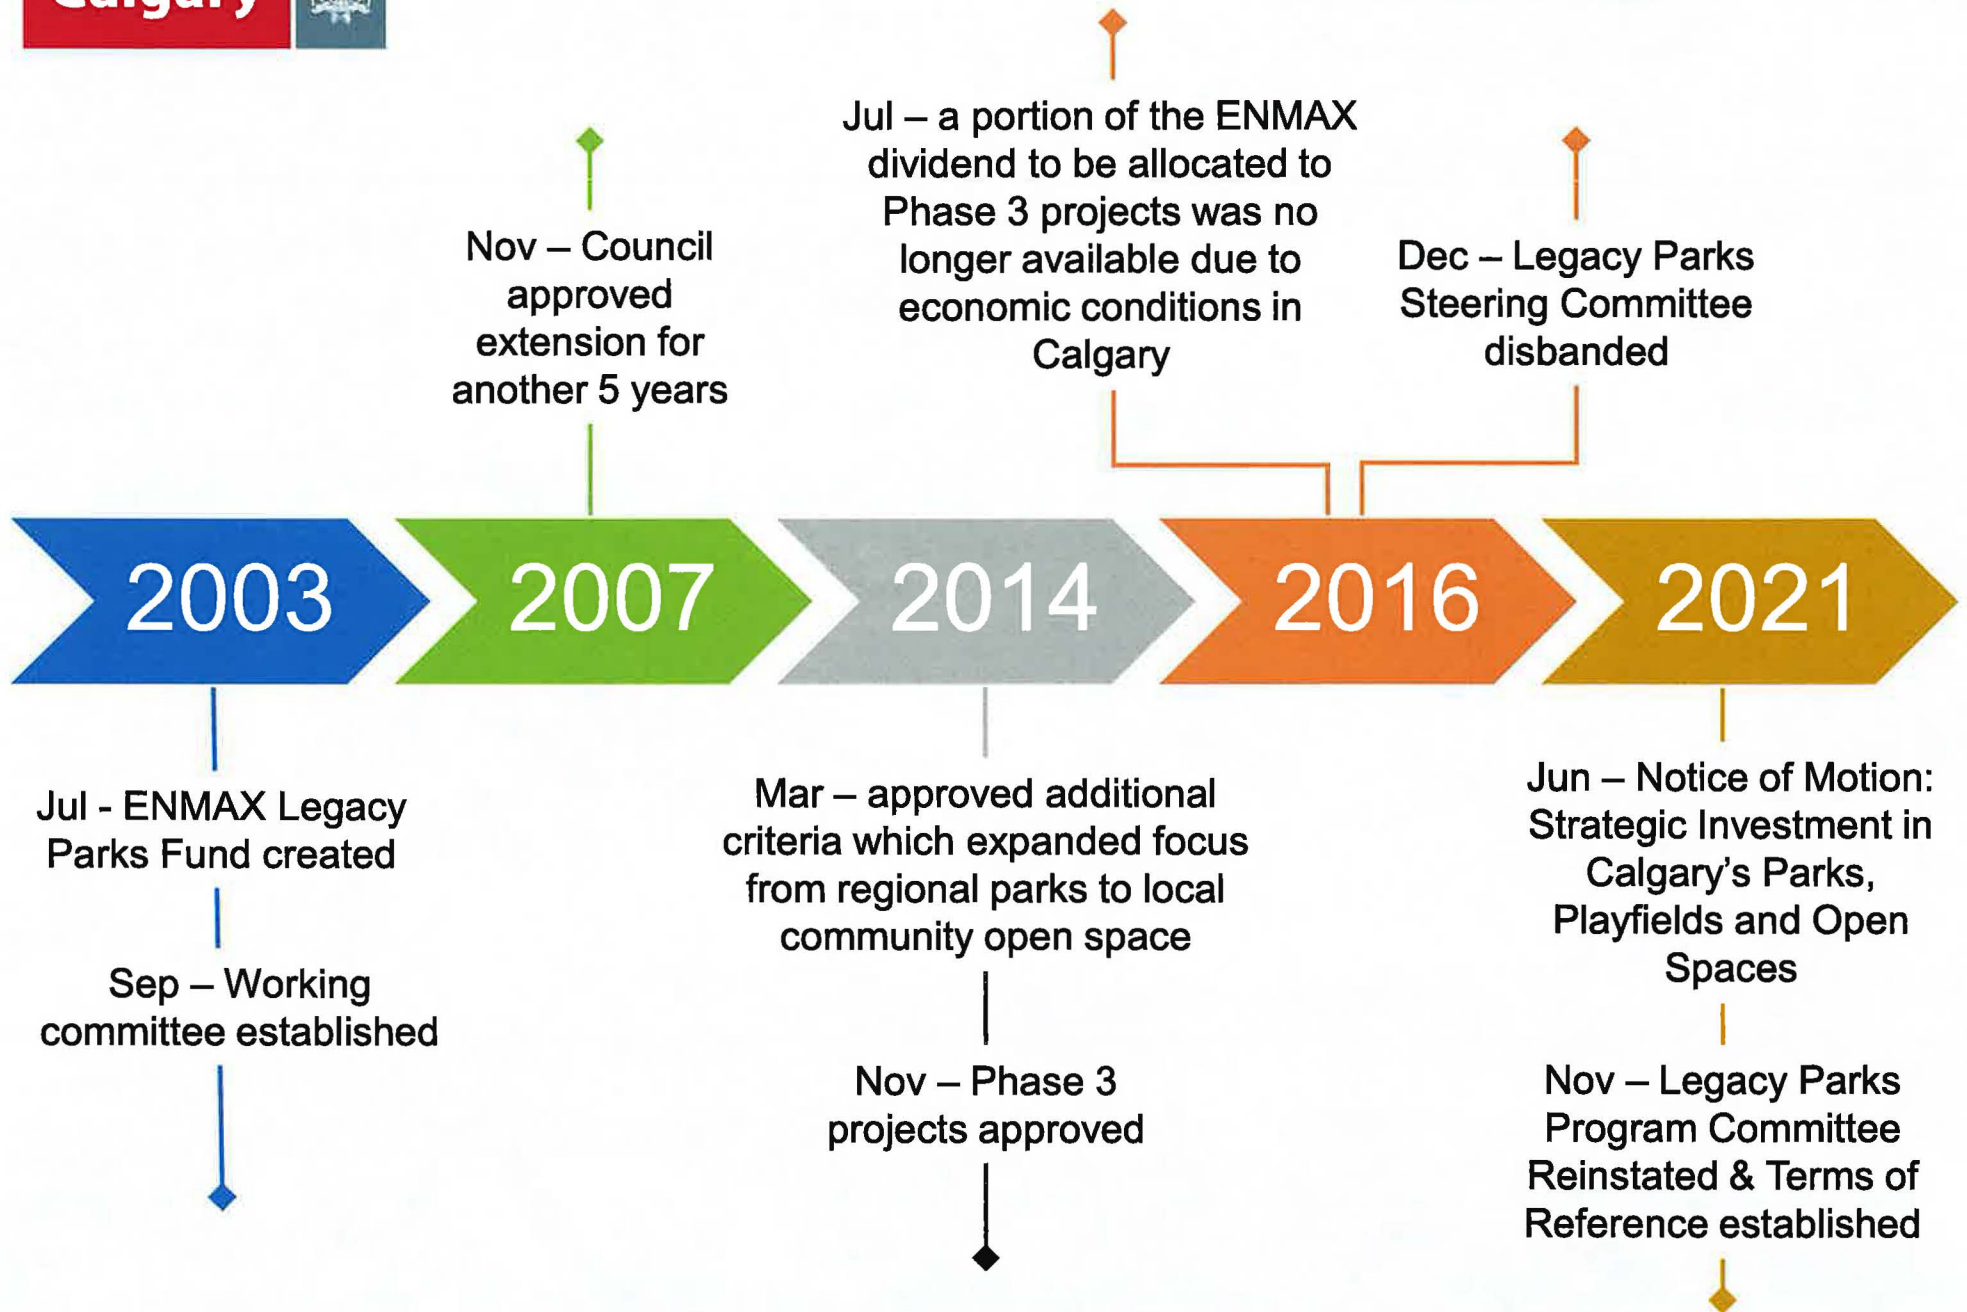 Calgary
Jul – a portion of the ENMAX
dividend to be allocated to
Phase 3 projects was no
longer available due to
economic conditions in
Calgary
Nov – Council
approved
extension for
another 5 years
Dec – Legacy Parks
Steering Committee
disbanded
2003
2007
2014
2016
2021
Jul - ENMAX Legacy
Parks Fund created
Sep – Working
committee established
Mar – approved additional
criteria which expanded focus
from regional parks to local
community open space
Nov – Phase 3
projects approved
Jun – Notice of Motion:
Strategic Investment in
Calgary’s Parks,
Playfields and Open
Spaces
Nov – Legacy Parks
Program Committee
Reinstated & Terms of
Reference established